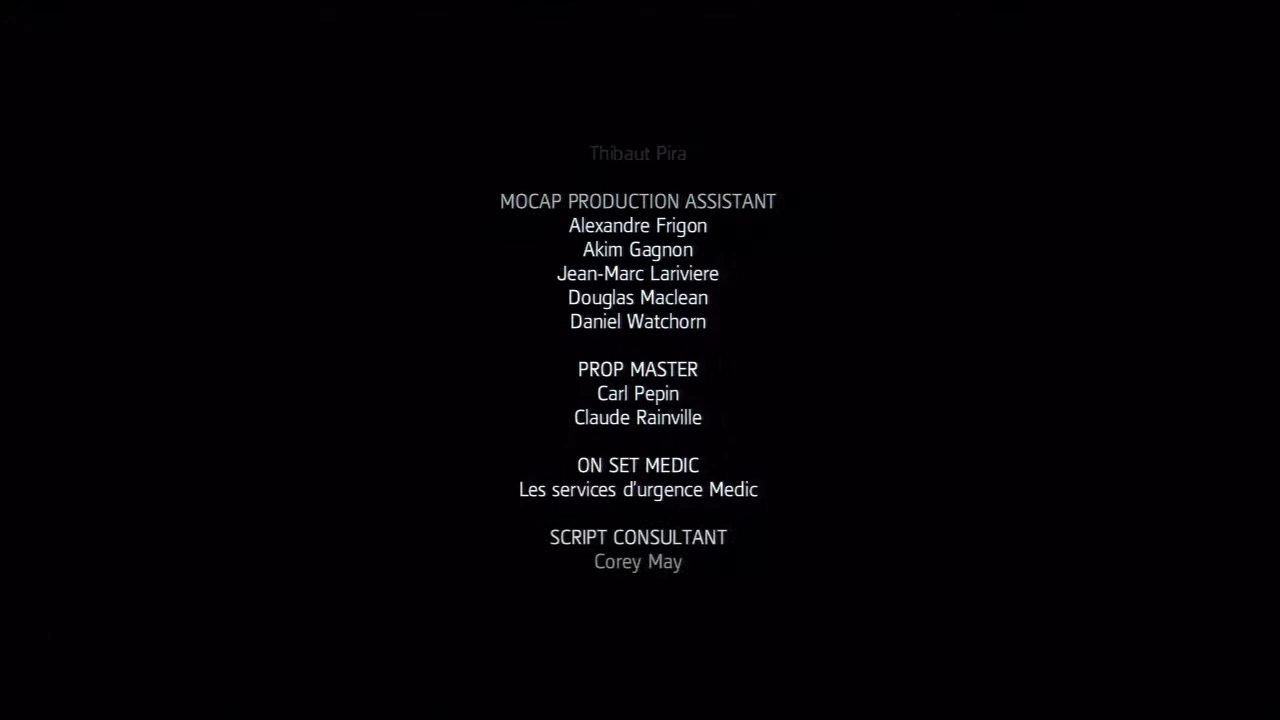 Thibaut Pira
MOCAP PRODUCTION ASSISTANT
Alexandre Frigon
Akim Gagnon
Jean-Marc Lariviere
Douglas Maclean
Daniel Watchorn
PROP MASTER
Carl Pepin
Claude Rainville
ON SET MEDIC
Les services d'urgence Medic
SCRIPT CONSULTANT
Corey May